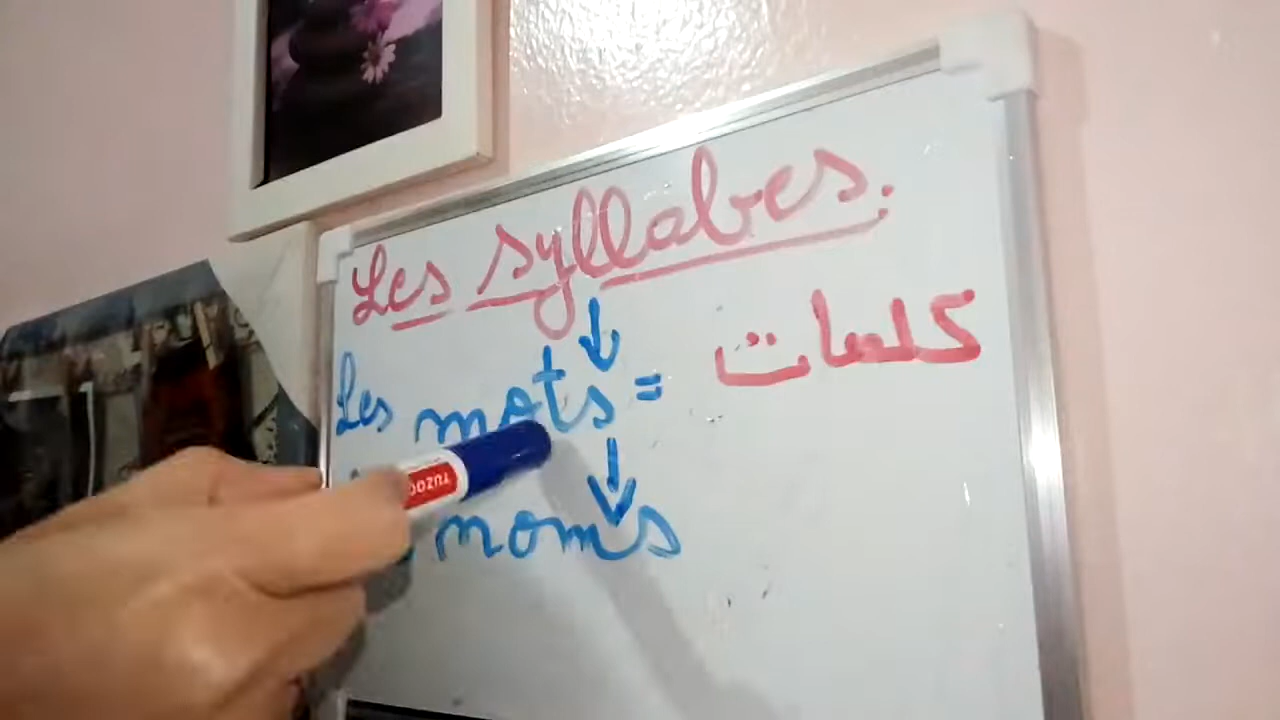 Les syllabes.
Les mots = كلمات
noms